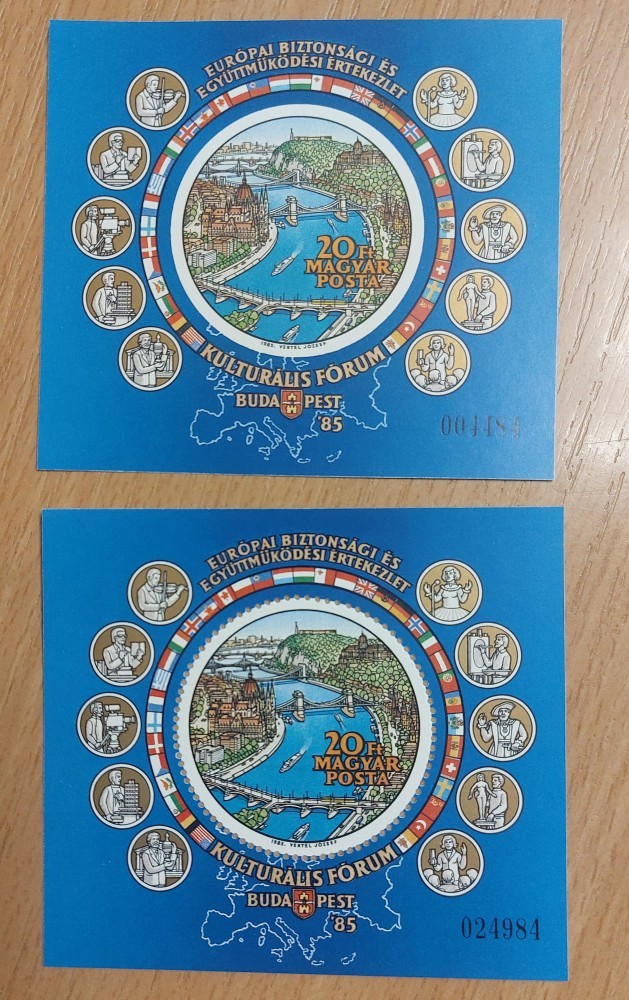 EURÓPAI BIZTONSÁGI ÉS
EGYÜTTMŰKÖDÉSI ÉRTEKEZLET
20 Ft
MAGYAR
POSTA
1985. VERTEL JÓZSEF
KULTURÁLIS FÓRUM
BUDA PEST
'85
004484
EURÓPAI BIZTONSÁGI ÉS
EGYÜTTMŰKÖDÉSI ÉRTEKEZLET
20 Ft
MAGYAR
POSTA
1985. VERTEL JÓZSEF
KULTURÁLIS FÓRUM
BUDA PEST
'85
024984